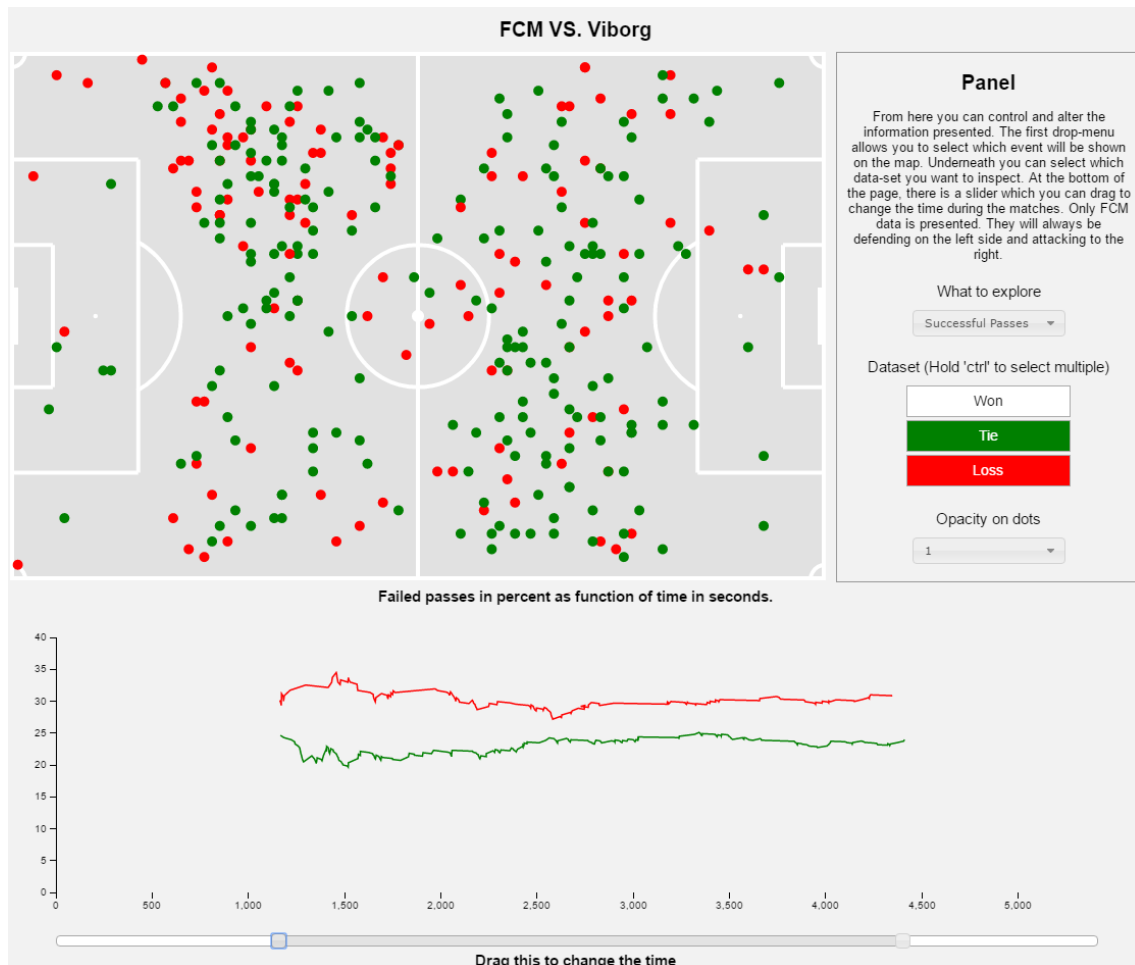 FCM VS. Viborg
Panel
From here you can control and alter the
information presented. The first drop-menu
allows you to select which event will be shown
on the map. Underneath you can select which
data-set you want to inspect. At the bottom of
the page, there is a slider which you can drag to
change the time during the matches. Only FCM
data is presented. They will always be
defending on the left side and attacking to the
right.
What to explore
Successful Passes
Dataset (Hold 'ctrl' to select multiple)
Won
Tie
Loss
Opacity on dots
1
Failed passes in percent as function of time in seconds.
40
35
30
25
20
15
10
5
0
0 500 1,000 1,500 2,000 2,500 3,000 3,500 4,000 4,500 5,000
Drag this to change the time